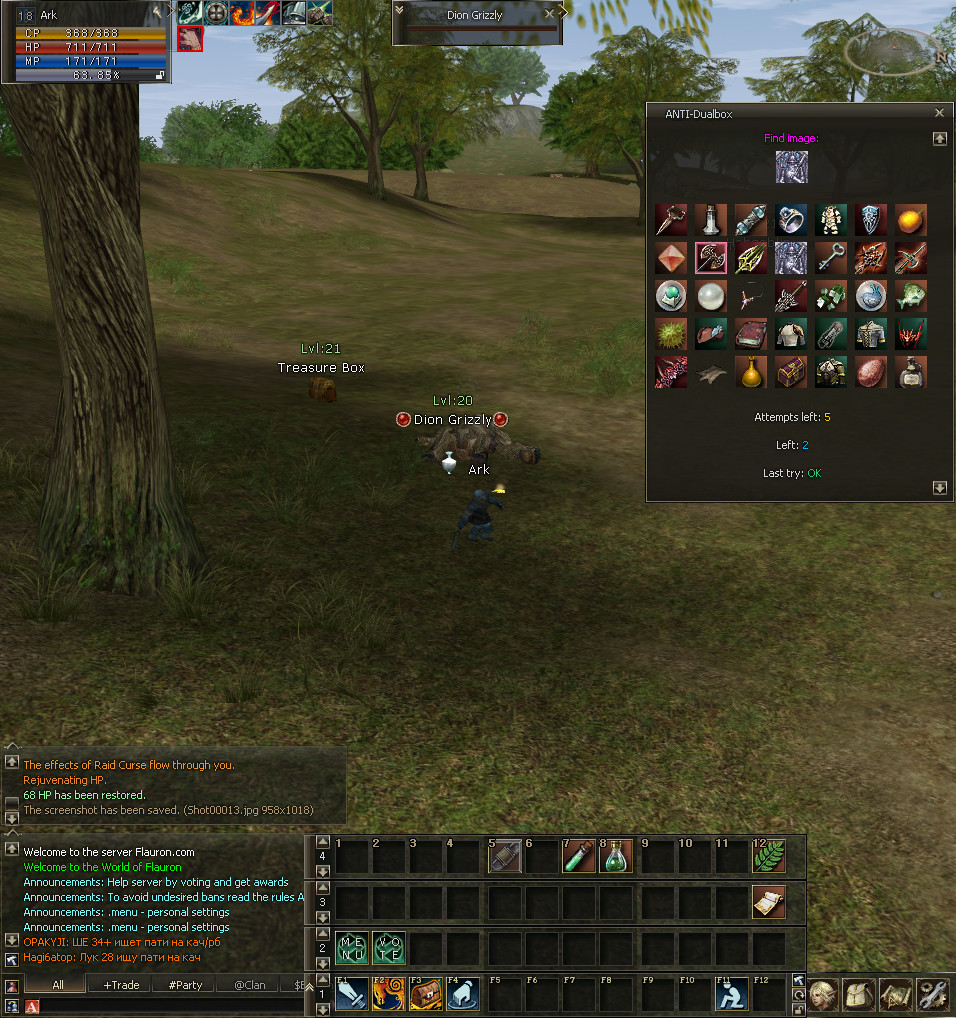 18 Ark
CP 368/368
HP 711/711
MP 171/171
63.85%
Dion Grizzly
N
ANTI-Dualbox
Find image:
Attempts left: 5
Left: 2
Last try: OK
Lvl:21
Treasure Box
Lvl:20
Dion Grizzly
Ark
The effects of Raid Curse flow through you.
Rejuvenating HP.
68 HP has been restored.
The screenshot has been saved. (Shot00013.jpg 958x1018)
Welcome to the server Flauron.com
Welcome to the World of Flauron
Announcements: Help server by voting and get awards
Announcements: To avoid undesired bans read the rules A
Announcements: .menu - personal settings
Announcements: .menu - personal settings
OPAKYJI: ШЕ 34+ ищет пати на кач/рб
Hagi6atop: Лук 28 ищу пати на кач
All +Trade #Party @Clan
A
1 2 3 4 5 6 7 8 9 10 11 12
4
3
2
MENU VOTE
1
F1 F2 F3 F4 F5 F6 F7 F8 F9 F10 F11 F12